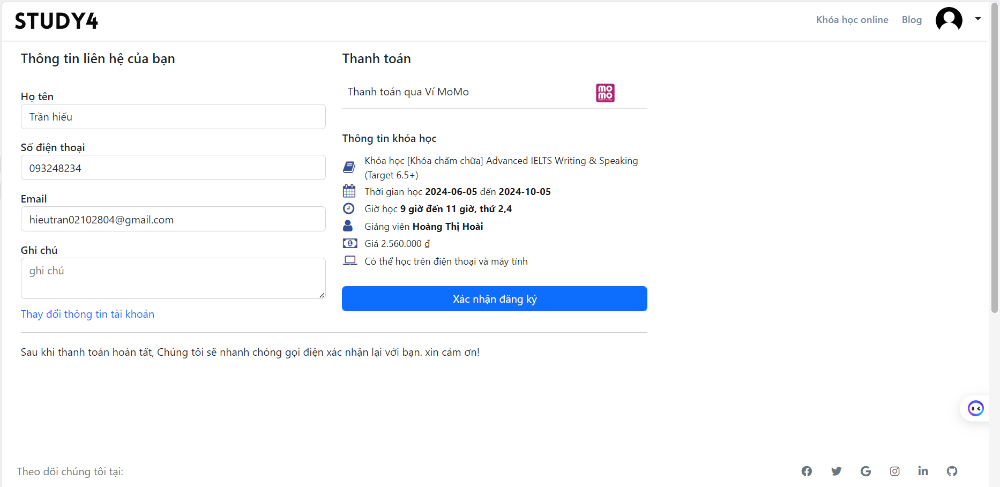 STUDY4
Khóa học online
Blog
Thông tin liên hệ của bạn
Họ tên
Trần hiếu
Số điện thoại
093248234
Email
hieutran02102804@gmail.com
Ghi chú
ghi chú
Thay đổi thông tin tài khoản
Thanh toán
Thanh toán qua Ví MoMo
mo
mo
Thông tin khóa học
Khóa học [Khóa chấm chữa] Advanced IELTS Writing & Speaking
(Target 6.5+)
Thời gian học 2024-06-05 đến 2024-10-05
Giờ học 9 giờ đến 11 giờ, thứ 2,4
Giảng viên Hoàng Thị Hoài
Giá 2.560.000 ₫
Có thể học trên điện thoại và máy tính
Xác nhận đăng ký
Sau khi thanh toán hoàn tất, Chúng tôi sẽ nhanh chóng gọi điện xác nhận lại với bạn. xin cảm ơn!
Theo dõi chúng tôi tại: